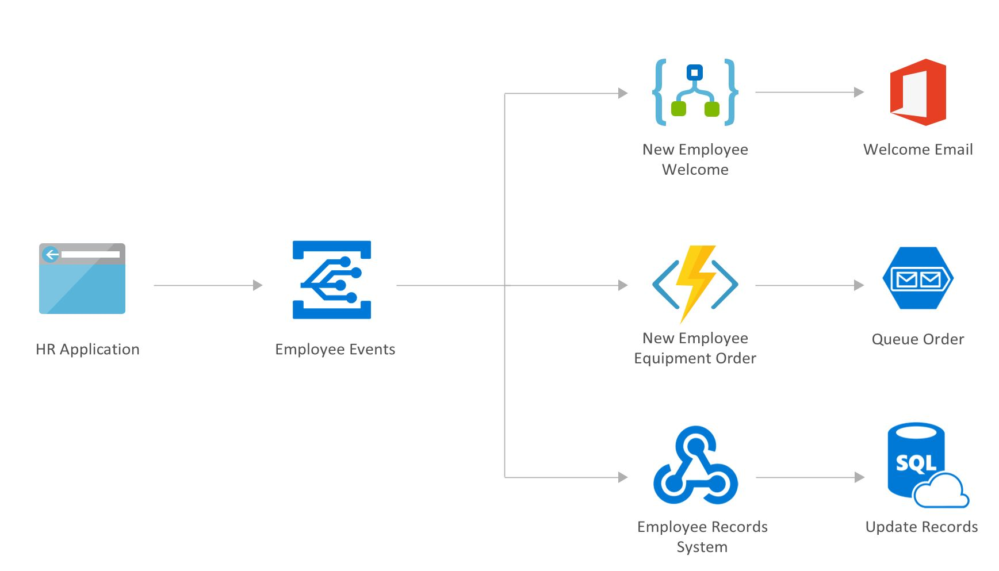 New Employee
Welcome
Welcome Email
HR Application
Employee Events
New Employee
Equipment Order
Queue Order
SQL
Employee Records
System
Update Records